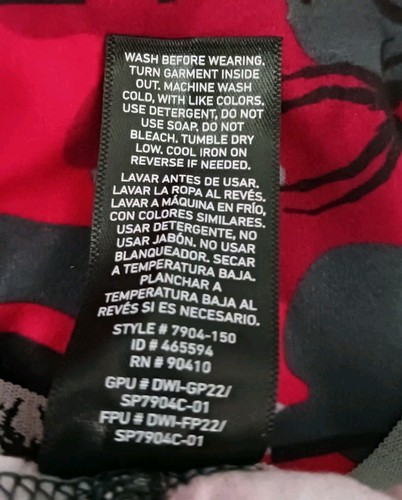 WASH BEFORE WEARING.
TURN GARMENT INSIDE
OUT. MACHINE WASH
COLD, WITH LIKE COLORS.
USE DETERGENT, DO NOT
USE SOAP, DO NOT
BLEACH. TUMBLE DRY
LOW. COOL IRON ON
REVERSE IF NEEDED.
LAVAR ANTES DE USAR.
LAVAR LA ROPA AL REVÉS.
LAVAR A MÁQUINA EN FRÍO,
CON COLORES SIMILARES.
USAR DETERGENTE, NO
USAR JABÓN. NO USAR
BLANQUEADOR. SECAR
A TEMPERATURA BAJA.
PLANCHAR A
TEMPERATURA BAJA AL
REVÉS SI ES NECESARIO.
STYLE # 7904-150
ID # 465594
RN # 90410
GPU # DWI-GP22/
SP7904C-01
FPU # DWI-FP22/
SP7904C-01